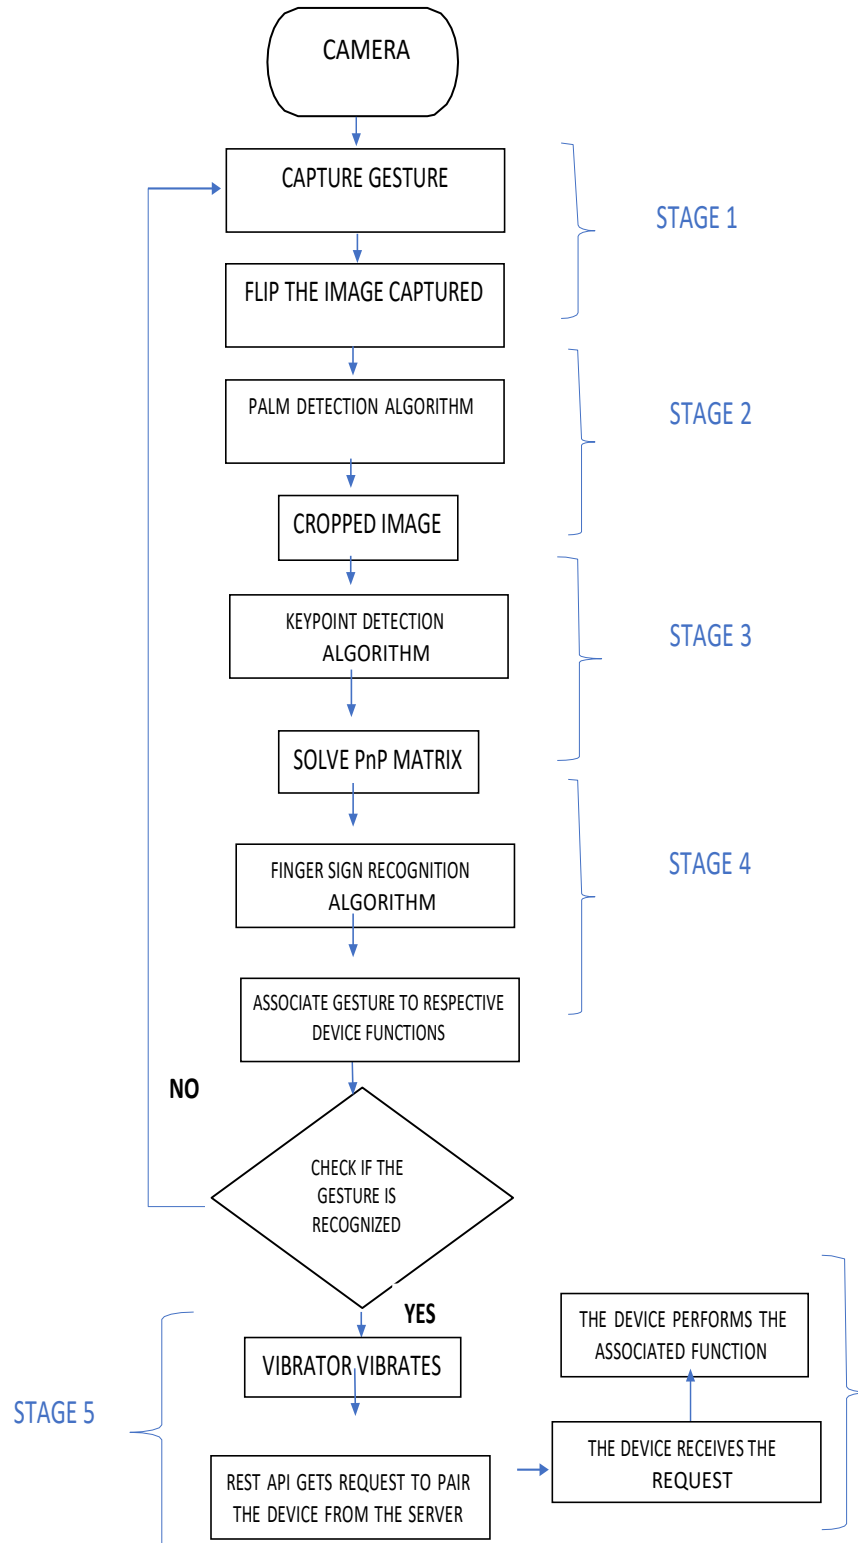 CAMERA
CAPTURE GESTURE
STAGE 1
FLIP THE IMAGE CAPTURED
PALM DETECTION ALGORITHM
STAGE 2
CROPPED IMAGE
KEYPOINT DETECTION
ALGORITHM
STAGE 3
SOLVE PnP MATRIX
FINGER SIGN RECOGNITION
ALGORITHM
STAGE 4
ASSOCIATE GESTURE TO RESPECTIVE
DEVICE FUNCTIONS
NO
CHECK IF THE
GESTURE IS
RECOGNIZED
YES
VIBRATOR VIBRATES
STAGE 5
REST API GETS REQUEST TO PAIR
THE DEVICE FROM THE SERVER
THE DEVICE RECEIVES THE
REQUEST
THE DEVICE PERFORMS THE
ASSOCIATED FUNCTION